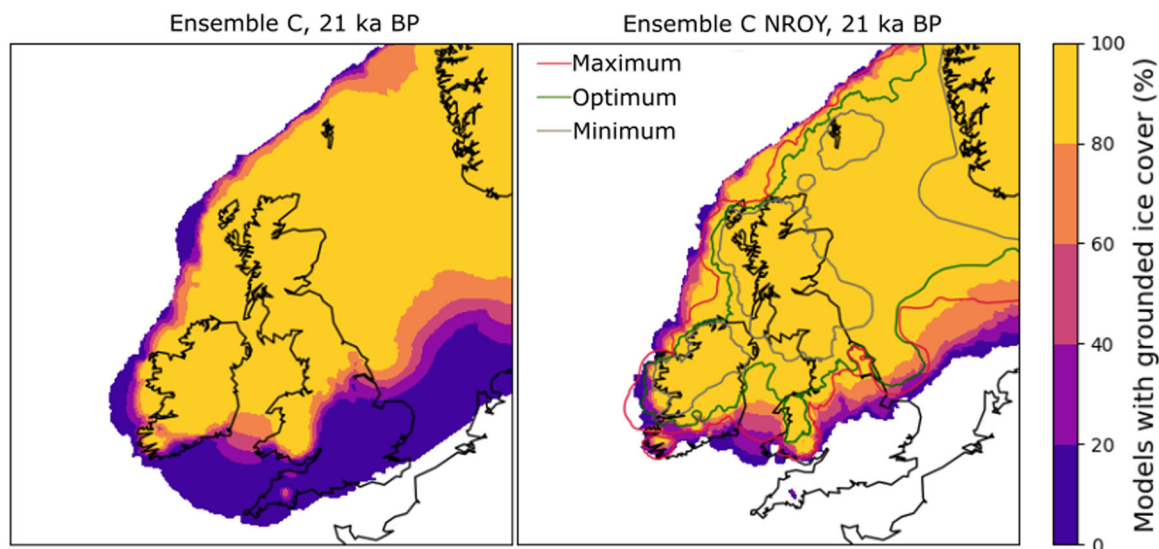 Ensemble C, 21 ka BP
Ensemble C NROY, 21 ka BP
Maximum
Optimum
Minimum
100
80
60
40
20
0
Models with grounded ice cover (%)